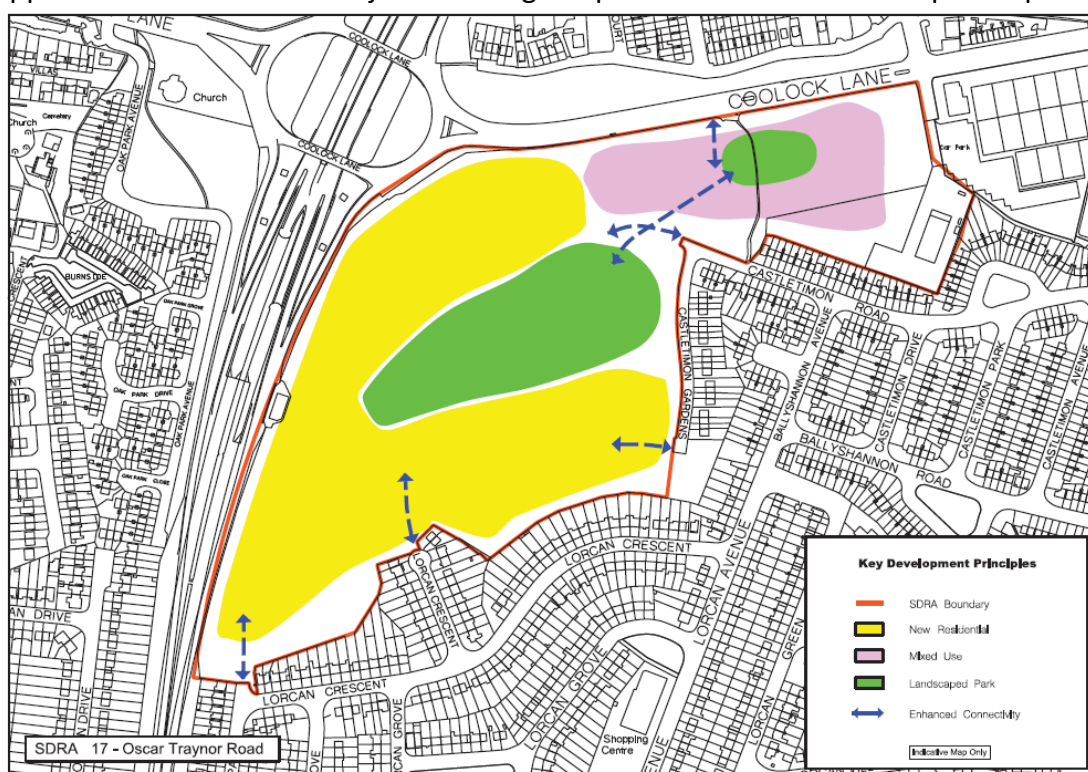 COOLOCK LANE
LANE
VILLAS
Church
OAK PARK AVENUE
Cemetery
Church
COOLOCK LANE
COOLOCK LANE
Car Park
BURNSIDE
OAK PARK GROVE
CASTLETIMON ROAD
CASTLETIMON GARDENS
BALLYSHANNON AVENUE
CASTLETIMON DRIVE
CASTLETIMON PARK
CASTLETIMON AVENUE
OAK PARK DRIVE
OAK PARK AVENUE
BALLYSHANNON ROAD
OAK PARK CLOSE
LORCAN CRESCENT
LORCAN CRESCENT
LORCAN AVENUE
LORCAN CRESCENT
LORCAN GROVE
LORCAN GREEN
Shopping
Centre
Key Development Principles
SDRA Boundary
New Residential
Mixed Use
Landscaped Park
Enhanced Connectivity
Indicative Map Only
SDRA 17 - Oscar Traynor Road